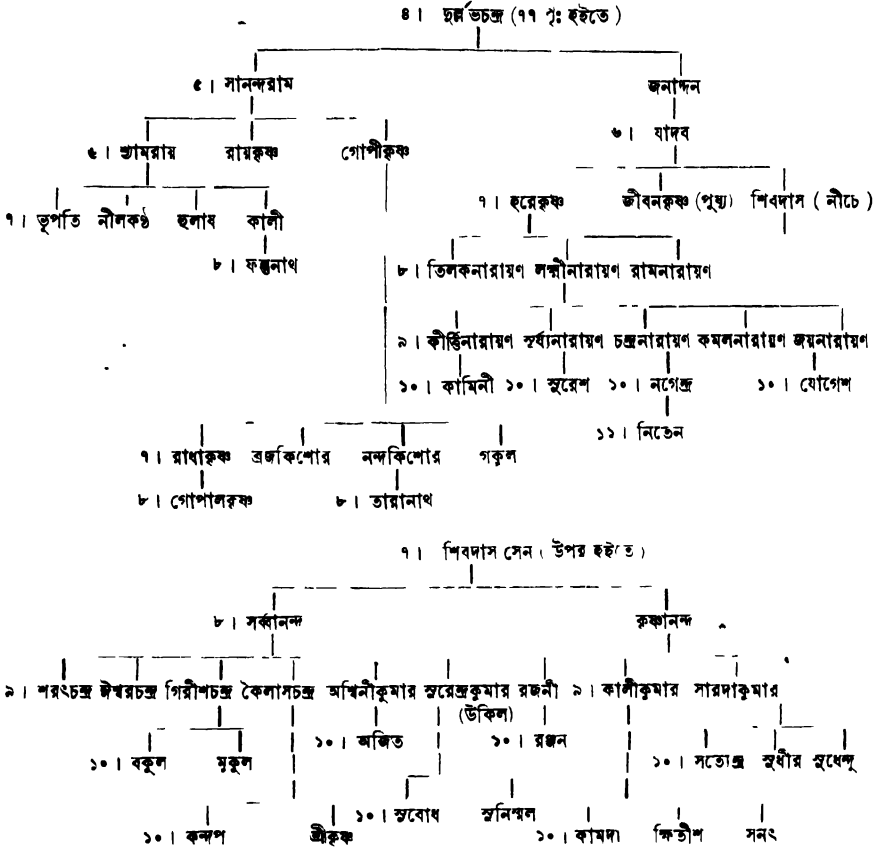 ৪। দুর্ল্লভচন্দ্র (১১ পৃঃ হইতে)
৫। সানন্দরাম জনার্দ্দন
৬। যাদব
৬। শ্যামরায় রায়কৃষ্ণ গোপীকৃষ্ণ
৭। হরেকৃষ্ণ জীবনকৃষ্ণ (পূষ্য) শিবদাস (নীচে)
৭। ভূপতি নীলকণ্ঠ হুলাষ কালী
৮। ফল্গুনাথ
৮। তিলকনারায়ণ লক্ষ্মীনারায়ণ রামনারায়ণ
৯। কীর্ত্তিনারায়ণ সূর্য্যনারায়ণ চন্দ্রনারায়ণ কমলনারায়ণ জয়নারায়ণ
১০। কামিনী ১০। সুরেশ ১০। নগেন্দ্র ১০। যোগেশ
১১। নিতেন
৭। রাধাকৃষ্ণ ব্রজকিশোর নন্দকিশোর গকুল
৮। গোপালকৃষ্ণ ৮। তারানাথ
৭। শিবদাস সেন (উপর হইতে)
৮। সর্ব্বানন্দ কৃষ্ণানন্দ
৯। শরৎচন্দ্র ঈশ্বরচন্দ্র গিরীশচন্দ্র কৈলাসচন্দ্র অশ্বিনীকুমার সুরেন্দ্রকুমার রজনী ৯। কালীকুমার সারদাকুমার
(উকিল)
১০। বকুল মুকুল ১০। অজিত ১০। রঞ্জন ১০। সত্যেন্দ্র সুধীর সুধেন্দু
১০। কন্দর্প শ্রীকৃষ্ণ ১০। সুবোধ সুনির্ম্মল ১০। কামদা ক্ষিতীশ সনৎ